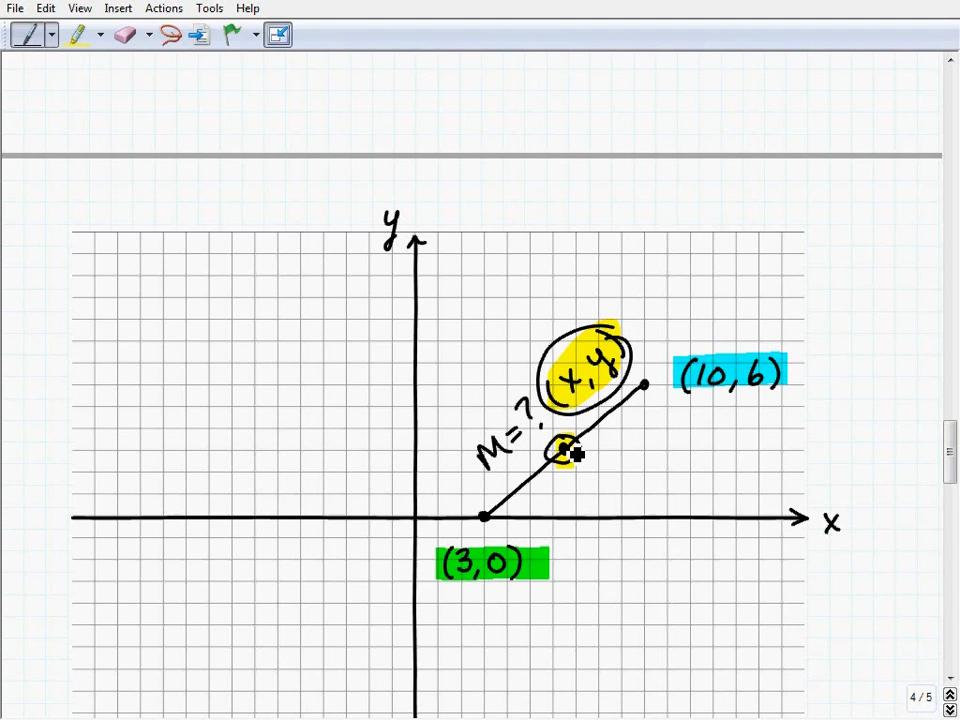 File Edit View Insert Actions Tools Help
y
(x,y)
(10,6)
M=?
x
(3,0)
4/5